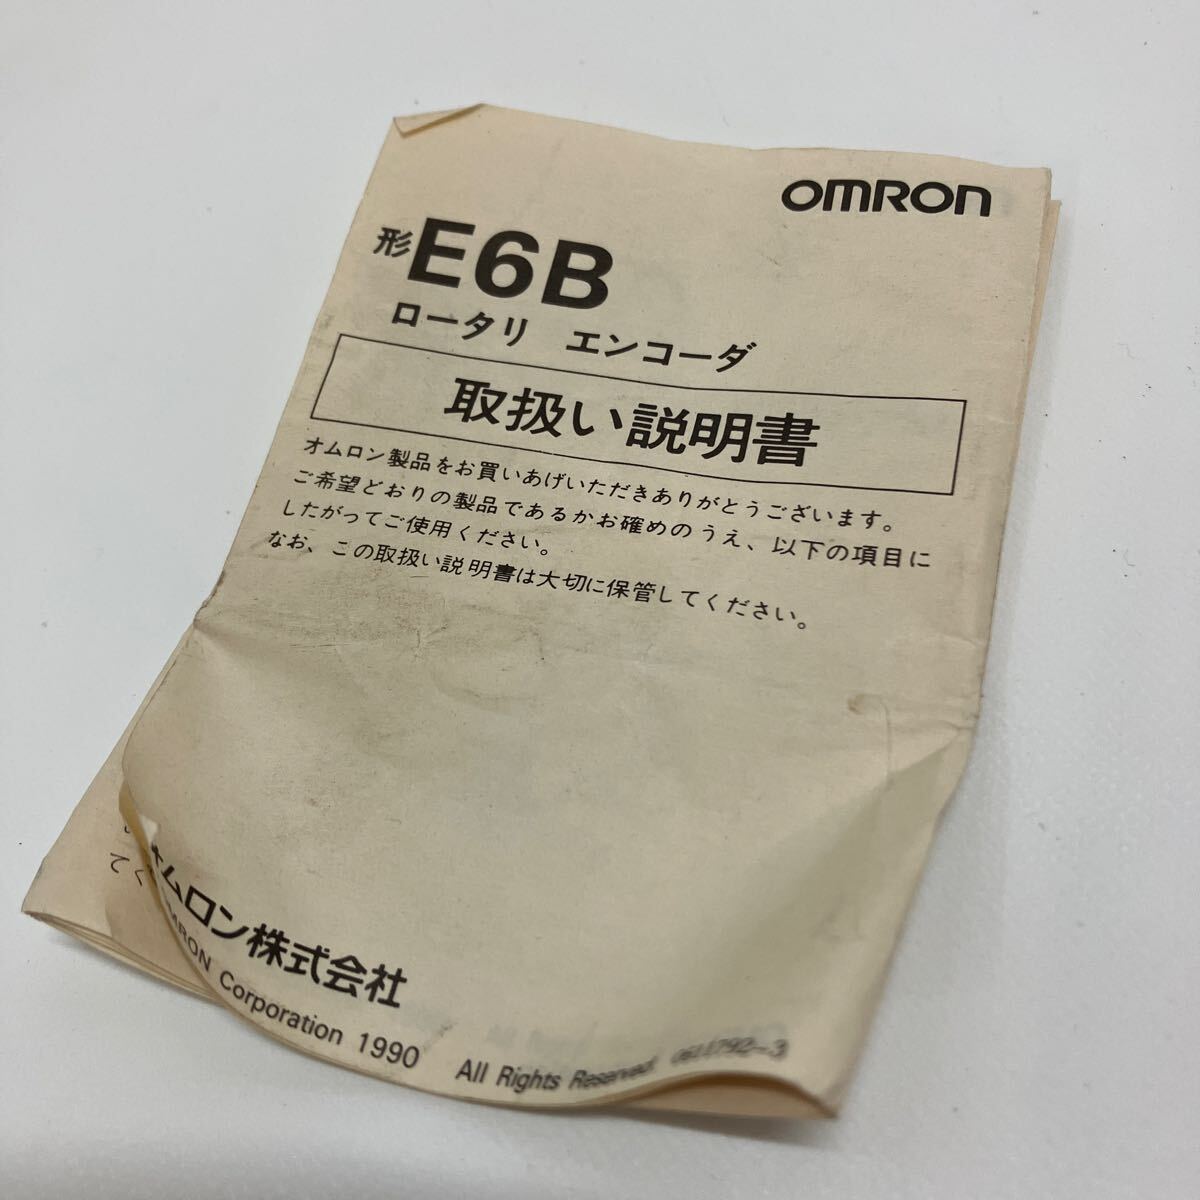 OMRON
形E6B
ロータリ エンコーダ
取扱い説明書
オムロン製品をお買いあげいただきありがとうございます。
ご希望どおりの製品であるかお確めのうえ、以下の項目に
したがってご使用ください。
なお、この取扱い説明書は大切に保管してください。
てく
オムロン株式会社
OMRON Corporation 1990 All Rights Reserved